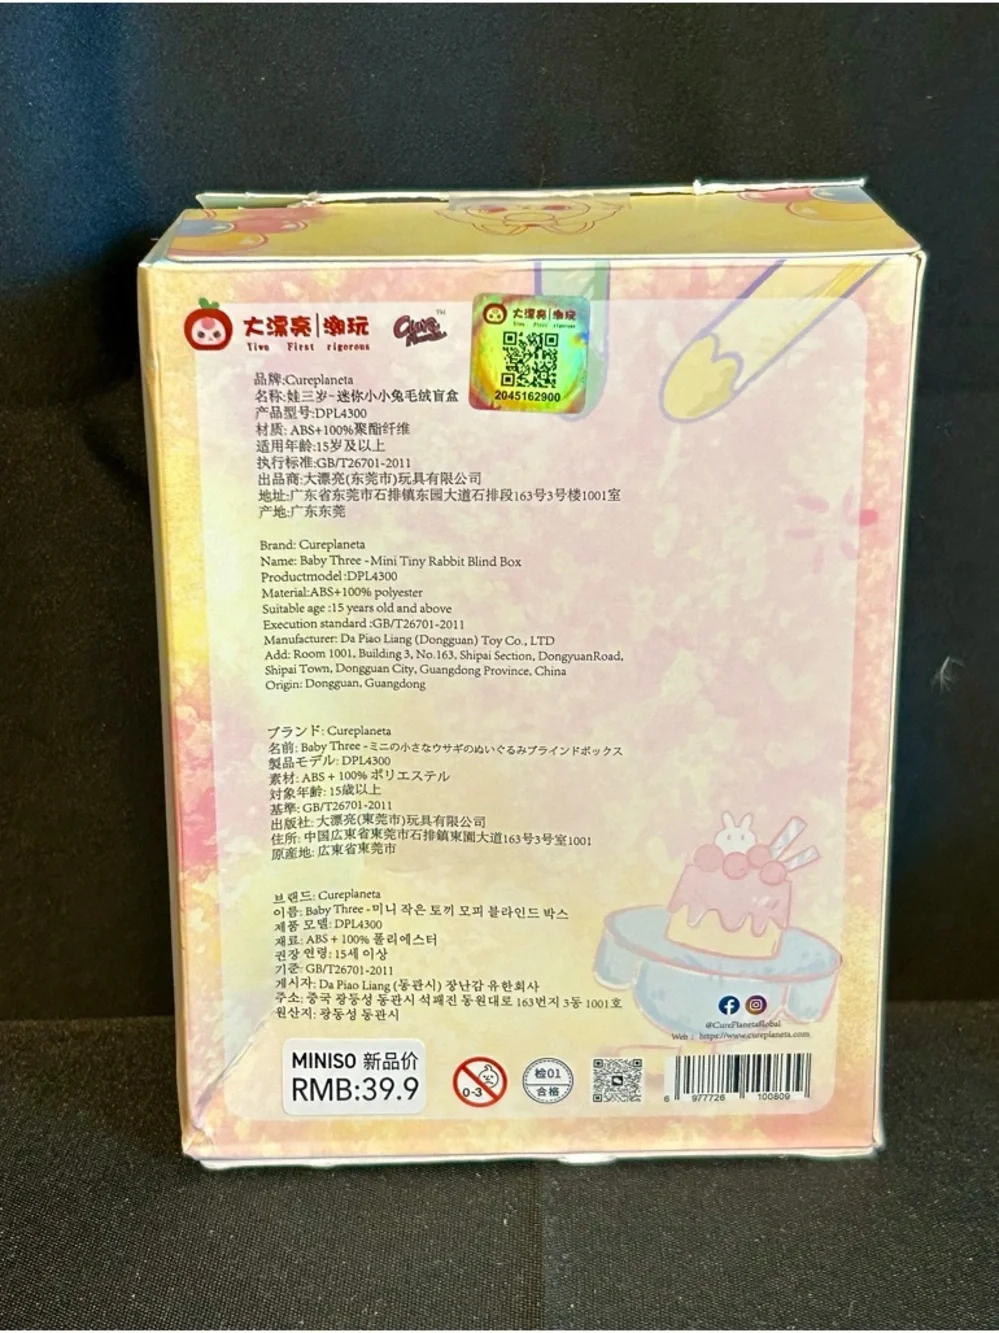 大漂亮|潮玩
Yiwu First rigorous
TM
大漂亮|潮玩
Yiwu First rigorous
2045162900
品牌:Cureplaneta
名称:娃三岁~迷你小小兔毛绒盲盒
产品型号:DPL4300
材质: ABS+100%聚酯纤维
适用年龄:15岁及以上
执行标准:GB/T26701-2011
出品商:大漂亮(东莞市)玩具有限公司
地址:广东省东莞市石排镇东园大道石排段163号3号楼1001室
产地:广东东莞
Brand: Cureplaneta
Name: Baby Three -Mini Tiny Rabbit Blind Box
Productmodel:DPL4300
Material:ABS+100% polyester
Suitable age :15 years old and above
Execution standard :GB/T26701-2011
Manufacturer: Da Piao Liang (Dongguan) Toy Co., LTD
Add: Room 1001, Building 3, No.163, Shipai Section, DongyuanRoad,
Shipai Town, Dongguan City, Guangdong Province, China
Origin: Dongguan, Guangdong
ブランド: Cureplaneta
名前: Baby Three -ミニの小さなウサギのぬいぐるみブラインドボックス
製品モデル: DPL4300
素材: ABS + 100% ポリエステル
対象年齢: 15歳以上
基準: GB/T26701-2011
出版社: 大漂亮(東莞市)玩具有限公司
住所: 中国広東省東莞市石排鎮東園大道163号3号室1001
原産地: 広東省東莞市
브랜드: Cureplaneta
이름: Baby Three -미니 작은 토끼 모피 블라인드 박스
제품 모델: DPL4300
재료: ABS + 100% 폴리에스터
권장 연령: 15세 이상
기준: GB/T26701-2011
게시자: Da Piao Liang (동관시) 장난감 유한회사
주소: 중국 광둥성 동관시 석패진 동원대로 163번지 3동 1001호
원산지: 광동성 동관시
@CurePlanetaGlobal
Web : https://www.cureplaneta.com
MINISO 新品价
RMB:39.9
0-3
检01
合格
6 977726 100809